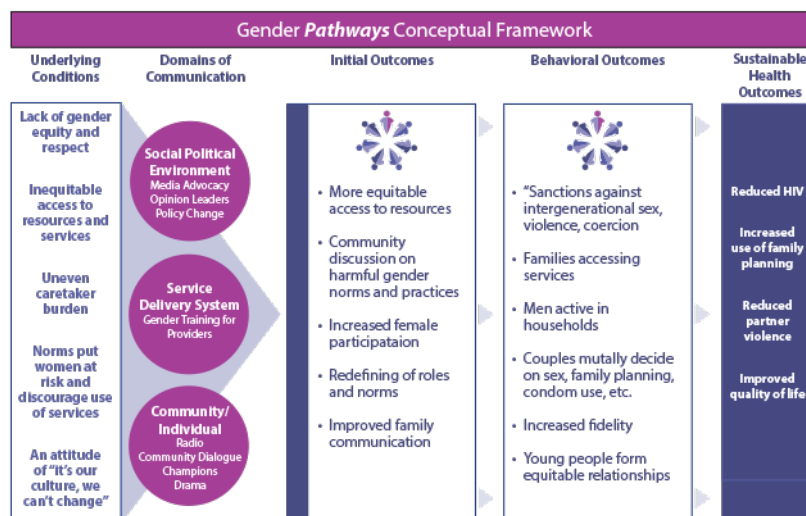 Gender Pathways Conceptual Framework
Underlying
Conditions
Domains of
Communication
Initial Outcomes
Behavioral Outcomes
Sustainable
Health
Outcomes
Lack of gender
equity and
respect
Inequitable
access to
resources and
services
Uneven
caretaker
burden
Norms put
women at
risk and
discourage use
of services
An attitude
of "it's our
culture, we
can't change"
Social Political
Environment
Media Advocacy
Opinion Leaders
Policy Change
Service
Delivery System
Gender Training for
Providers
Community/
Individual
Radio
Community Dialogue
Champions
Drama
• More equitable
access to resources
• Community
discussion on
harmful gender
norms and practices
• Increased female
participataion
• Redefining of roles
and norms
• Improved family
communication
• "Sanctions against
intergenerational sex,
violence, coercion
• Families accessing
services
• Men active in
households
• Couples mutally decide
on sex, family planning,
condom use, etc.
• Increased fidelity
• Young people form
equitable relationships
Reduced HIV
Increased
use of family
planning
Reduced
partner
violence
Improved
quality of life